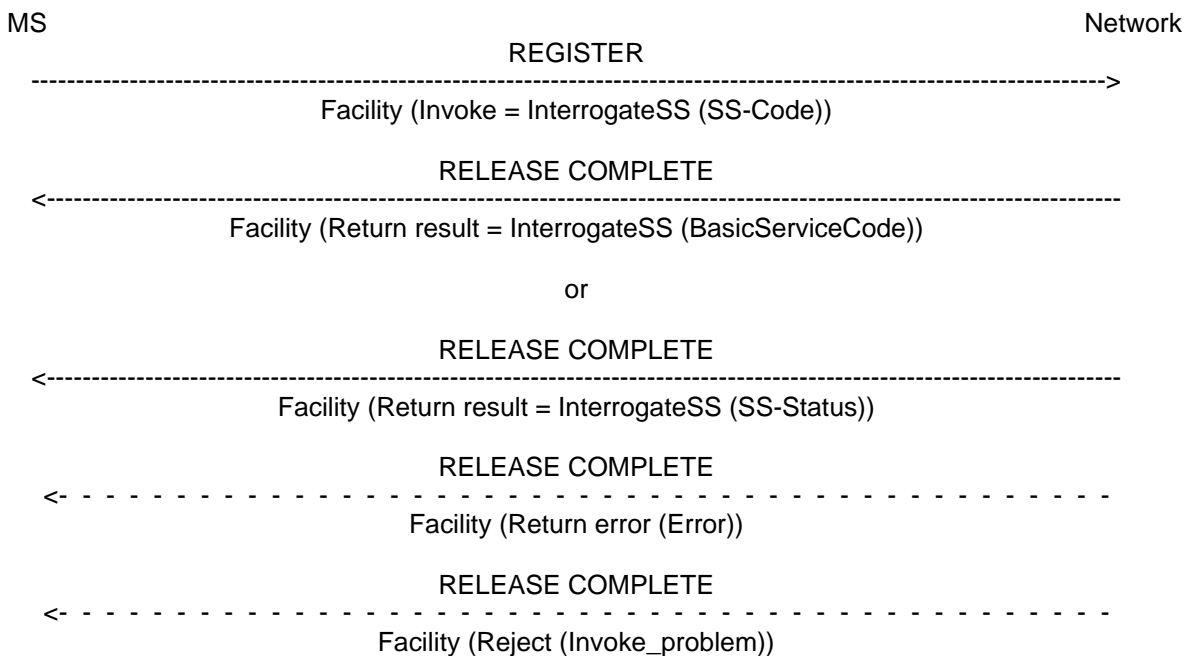 MS Network
REGISTER
------------------------------------------------------------------------------------------------------------------------>
Facility (Invoke = InterrogateSS (SS-Code))
RELEASE COMPLETE
<------------------------------------------------------------------------------------------------------------------------
Facility (Return result = InterrogateSS (BasicServiceCode))
or
RELEASE COMPLETE
<------------------------------------------------------------------------------------------------------------------------
Facility (Return result = InterrogateSS (SS-Status))
RELEASE COMPLETE
<- - - - - - - - - - - - - - - - - - - - - - - - - - - - - - - - - - - - - - - - - - - - -
Facility (Return error (Error))
RELEASE COMPLETE
<- - - - - - - - - - - - - - - - - - - - - - - - - - - - - - - - - - - - - - - - - - - - -
Facility (Reject (Invoke_problem))